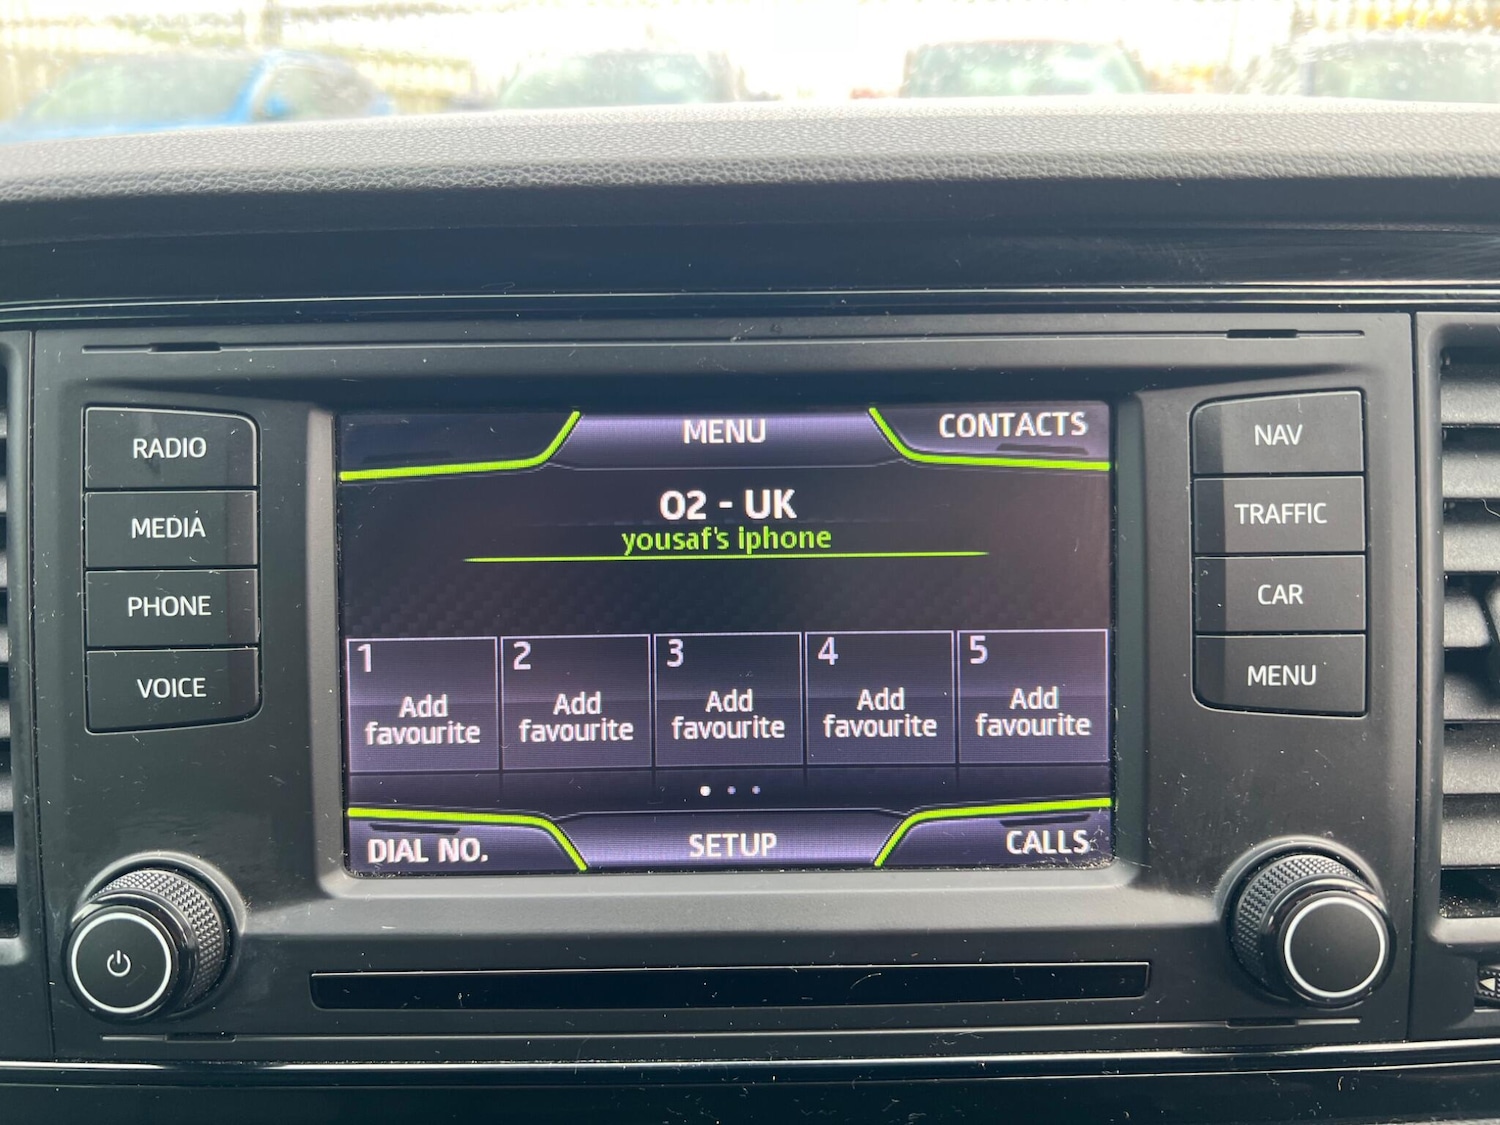 RADIO
MEDIA
PHONE
VOICE
MENU
CONTACTS
O2 - UK
yousaf's iphone
1
Add
favourite
2
Add
favourite
3
Add
favourite
4
Add
favourite
5
Add
favourite
DIAL NO.
SETUP
CALLS
NAV
TRAFFIC
CAR
MENU